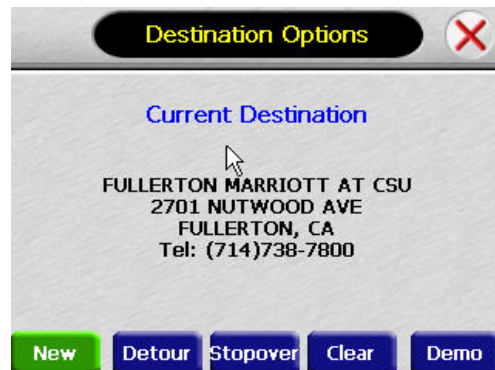 Destination Options
Current Destination
FULLERTON MARRIOTT AT CSU
2701 NUTWOOD AVE
FULLERTON, CA
Tel: (714)738-7800
New Detour Stopover Clear Demo